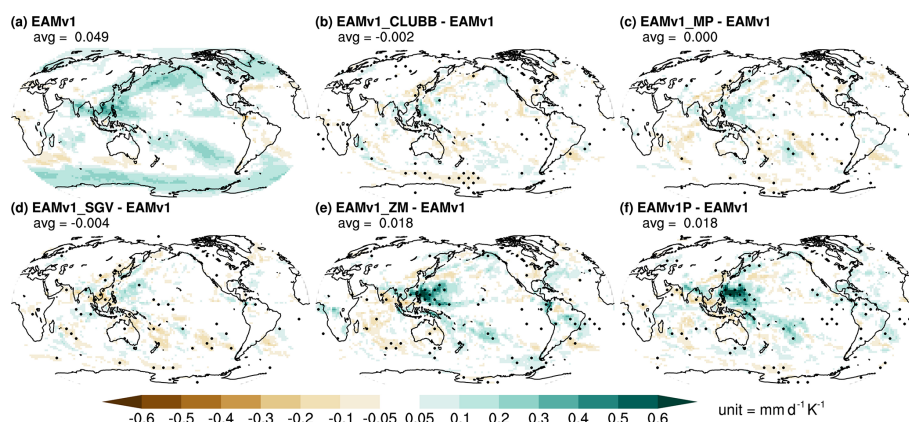 (a) EAMv1
avg = 0.049
(b) EAMv1_CLUBB - EAMv1
avg = -0.002
(c) EAMv1_MP - EAMv1
avg = 0.000
(d) EAMv1_SGV - EAMv1
avg = -0.004
(e) EAMv1_ZM - EAMv1
avg = 0.018
(f) EAMv1P - EAMv1
avg = 0.018
-0.6 -0.5 -0.4 -0.3 -0.2 -0.1 -0.05 0.05 0.1 0.2 0.3 0.4 0.5 0.6
unit = mm d⁻¹ K⁻¹